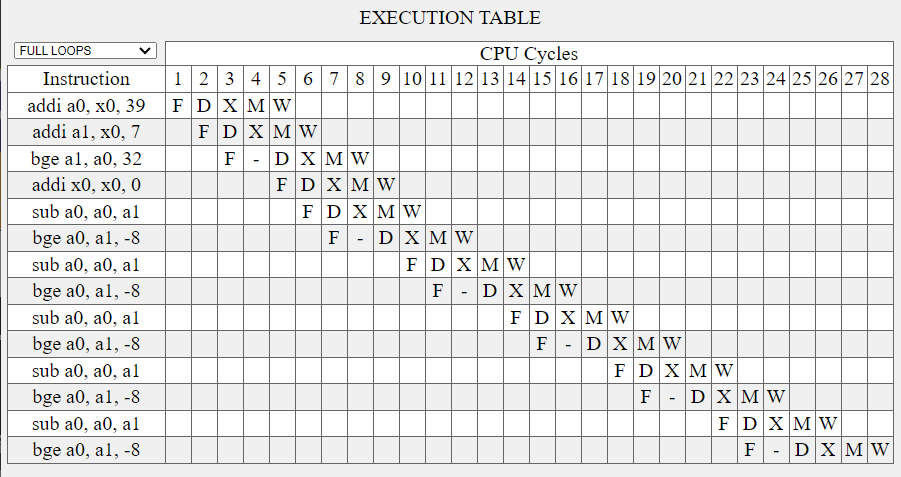 EXECUTION TABLE
FULL LOOPS CPU Cycles
Instruction 1 2 3 4 5 6 7 8 9 10 11 12 13 14 15 16 17 18 19 20 21 22 23 24 25 26 27 28
addi a0, x0, 39 F D X M W
addi a1, x0, 7 F D X M W
bge a1, a0, 32 F - D X M W
addi x0, x0, 0 F D X M W
sub a0, a0, a1 F D X M W
bge a0, a1, -8 F - D X M W
sub a0, a0, a1 F D X M W
bge a0, a1, -8 F - D X M W
sub a0, a0, a1 F D X M W
bge a0, a1, -8 F - D X M W
sub a0, a0, a1 F D X M W
bge a0, a1, -8 F - D X M W
sub a0, a0, a1 F D X M W
bge a0, a1, -8 F - D X M W